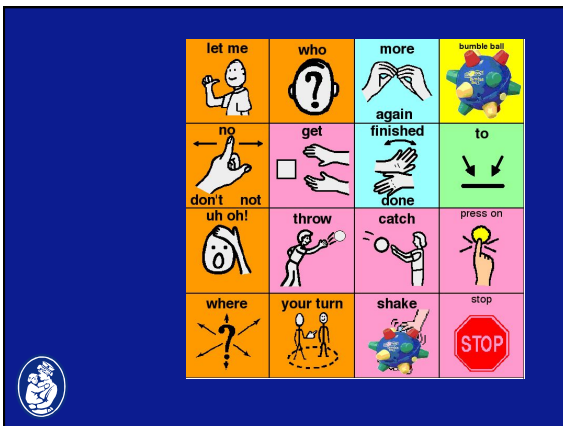 let me
who
more
again
bumble ball
no
don't not
get
finished
done
to
uh oh!
throw
catch
press on
where
your turn
shake
stop
STOP